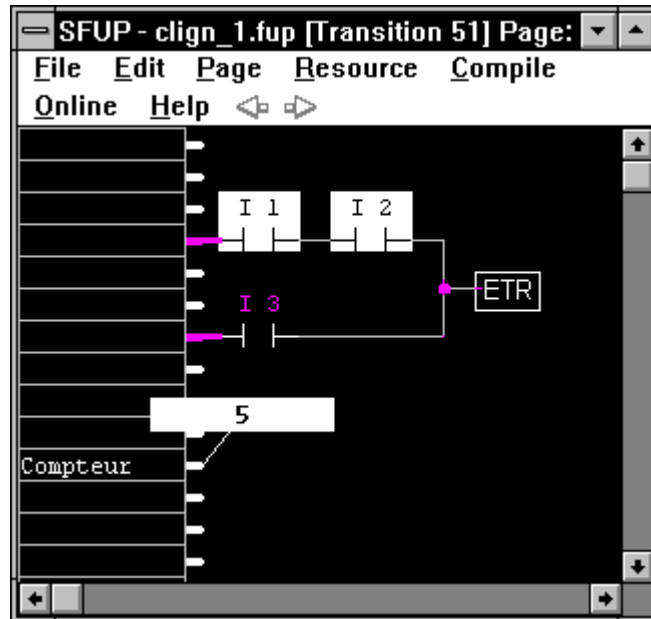 SFUP - clign_1.fup [Transition 51] Page:
File Edit Page Resource Compile
Online Help
I 1 I 2
ETR
I 3
5
Compteur